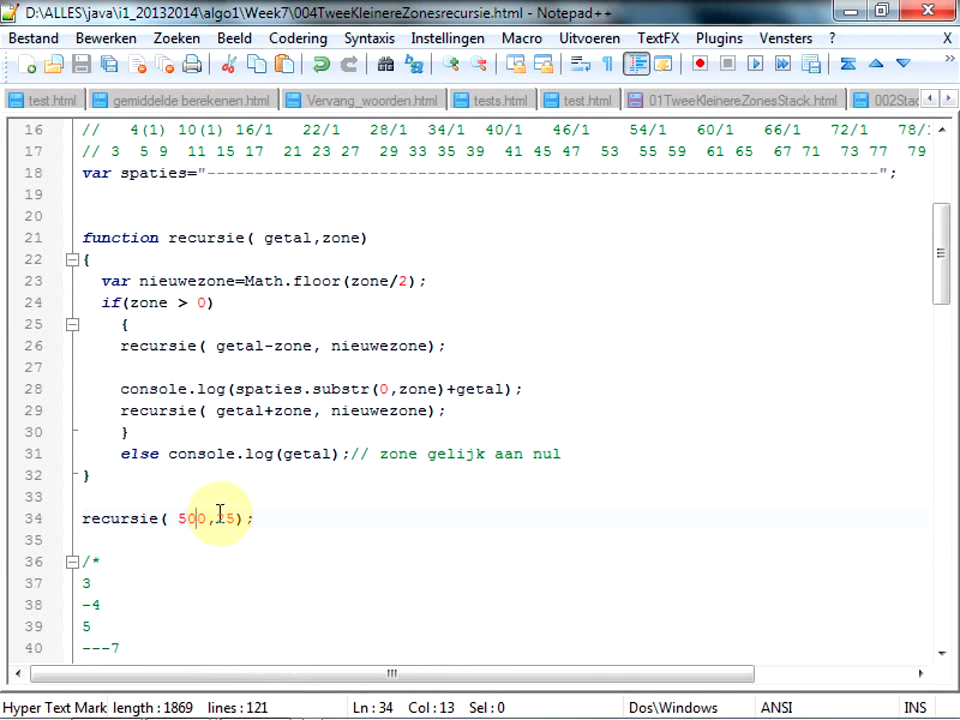 D:\ALLES\java\i1_20132014\algo1\Week7\004TweeKleinereZonesrecursie.html - Notepad++
Bestand Bewerken Zoeken Beeld Codering Syntaxis Instellingen Macro Uitvoeren TextFX Plugins Vensters ? X
test.html gemiddelde berekenen.html Vervang_woorden.html tests.html test.html 01TweeKleinereZonesStack.html 002Stac
16 // 4(1) 10(1) 16/1 22/1 28/1 34/1 40/1 46/1 54/1 60/1 66/1 72/1 78/1
17 // 3 5 9 11 15 17 21 23 27 29 33 35 39 41 45 47 53 55 59 61 65 67 71 73 77 79
18 var spaties="----------------------------------------------------------------------";
19
20
21 function recursie( getal,zone)
22 {
23 var nieuwezone=Math.floor(zone/2);
24 if(zone > 0)
25 {
26 recursie( getal-zone, nieuwezone);
27
28 console.log(spaties.substr(0,zone)+getal);
29 recursie( getal+zone, nieuwezone);
30 }
31 else console.log(getal);// zone gelijk aan nul
32 }
33
34 recursie( 500,25);
35
36 /*
37 3
38 -4
39 5
40 ---7
Hyper Text Mark length : 1869 lines : 121 Ln : 34 Col : 13 Sel : 0 Dos\Windows ANSI INS